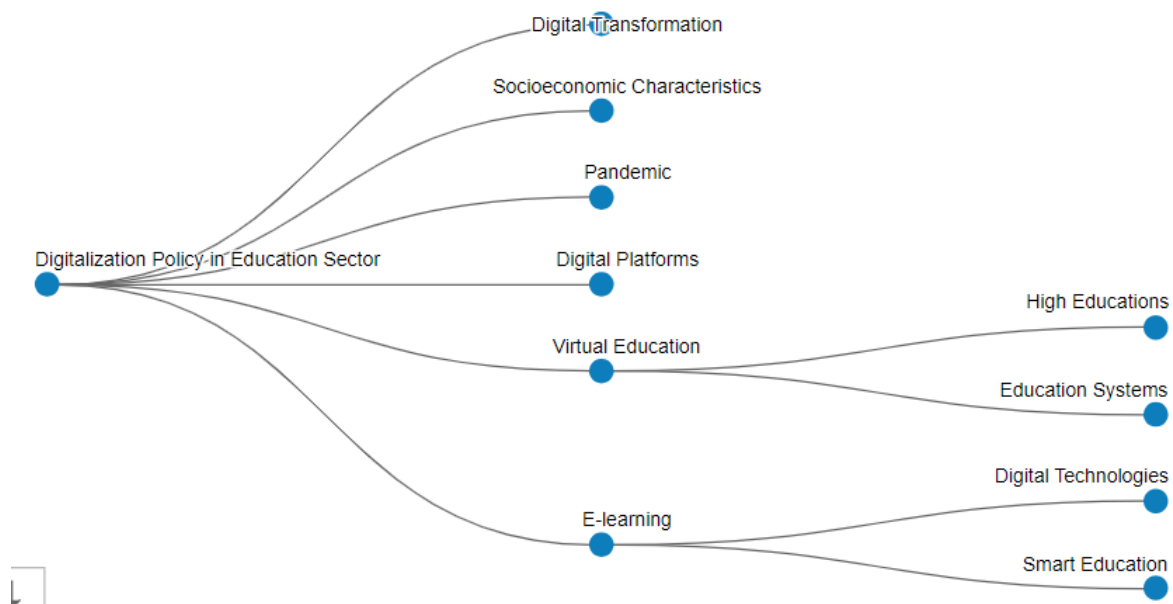 Digital Transformation
Socioeconomic Characteristics
Pandemic
Digitalization Policy in Education Sector
Digital Platforms
High Educations
Virtual Education
Education Systems
Digital Technologies
E-learning
Smart Education